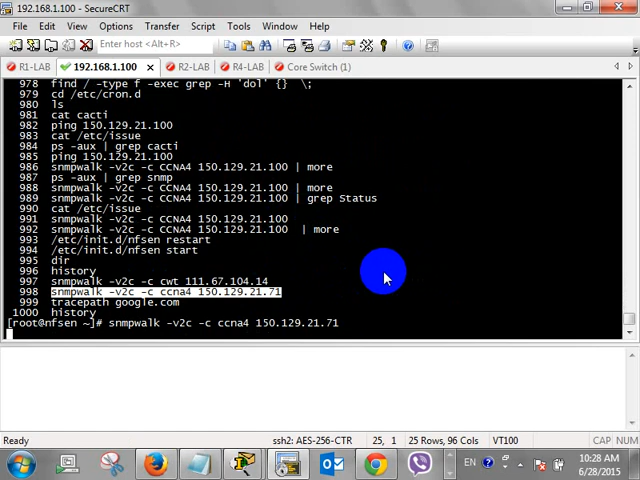 192.168.1.100 - SecureCRT
File Edit View Options Transfer Script Tools Window Help
Enter host <Alt+R>
R1-LAB 192.168.1.100 R2-LAB R4-LAB Core Switch (1)
978 find / -type f -exec grep -H 'dol' {} \;
979 cd /etc/cron.d
980 ls
981 cat cacti
982 ping 150.129.21.100
983 cat /etc/issue
984 ps -aux | grep cacti
985 ping 150.129.21.100
986 snmpwalk -v2c -c CCNA4 150.129.21.100 | more
987 ps -aux | grep snmp
988 snmpwalk -v2c -c CCNA4 150.129.21.100 | more
989 snmpwalk -v2c -c CCNA4 150.129.21.100 | grep Status
990 cat /etc/issue
991 snmpwalk -v2c -c CCNA4 150.129.21.100
992 snmpwalk -v2c -c CCNA4 150.129.21.100 | more
993 /etc/init.d/nfsen restart
994 /etc/init.d/nfsen start
995 dir
996 history
997 snmpwalk -v2c -c cwt 111.67.104.14
998 snmpwalk -v2c -c ccna4 150.129.21.71
999 tracepath google.com
1000 history
[root@nfsen ~]# snmpwalk -v2c -c ccna4 150.129.21.71
Ready ssh2: AES-256-CTR 25, 1 25 Rows, 96 Cols VT100 CAP NUM
EN 10:28 AM
6/28/2015